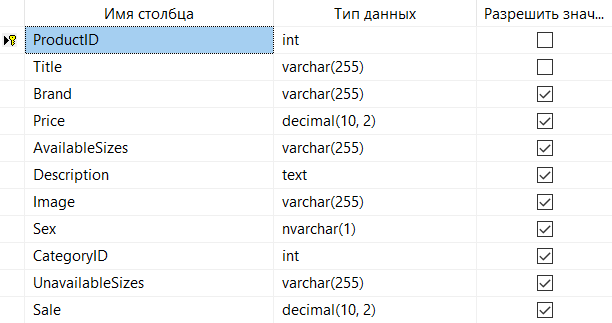 Имя столбца Тип данных Разрешить знач...
ProductID int
Title varchar(255)
Brand varchar(255)
Price decimal(10, 2)
AvailableSizes varchar(255)
Description text
Image varchar(255)
Sex nvarchar(1)
CategoryID int
UnavailableSizes varchar(255)
Sale decimal(10, 2)